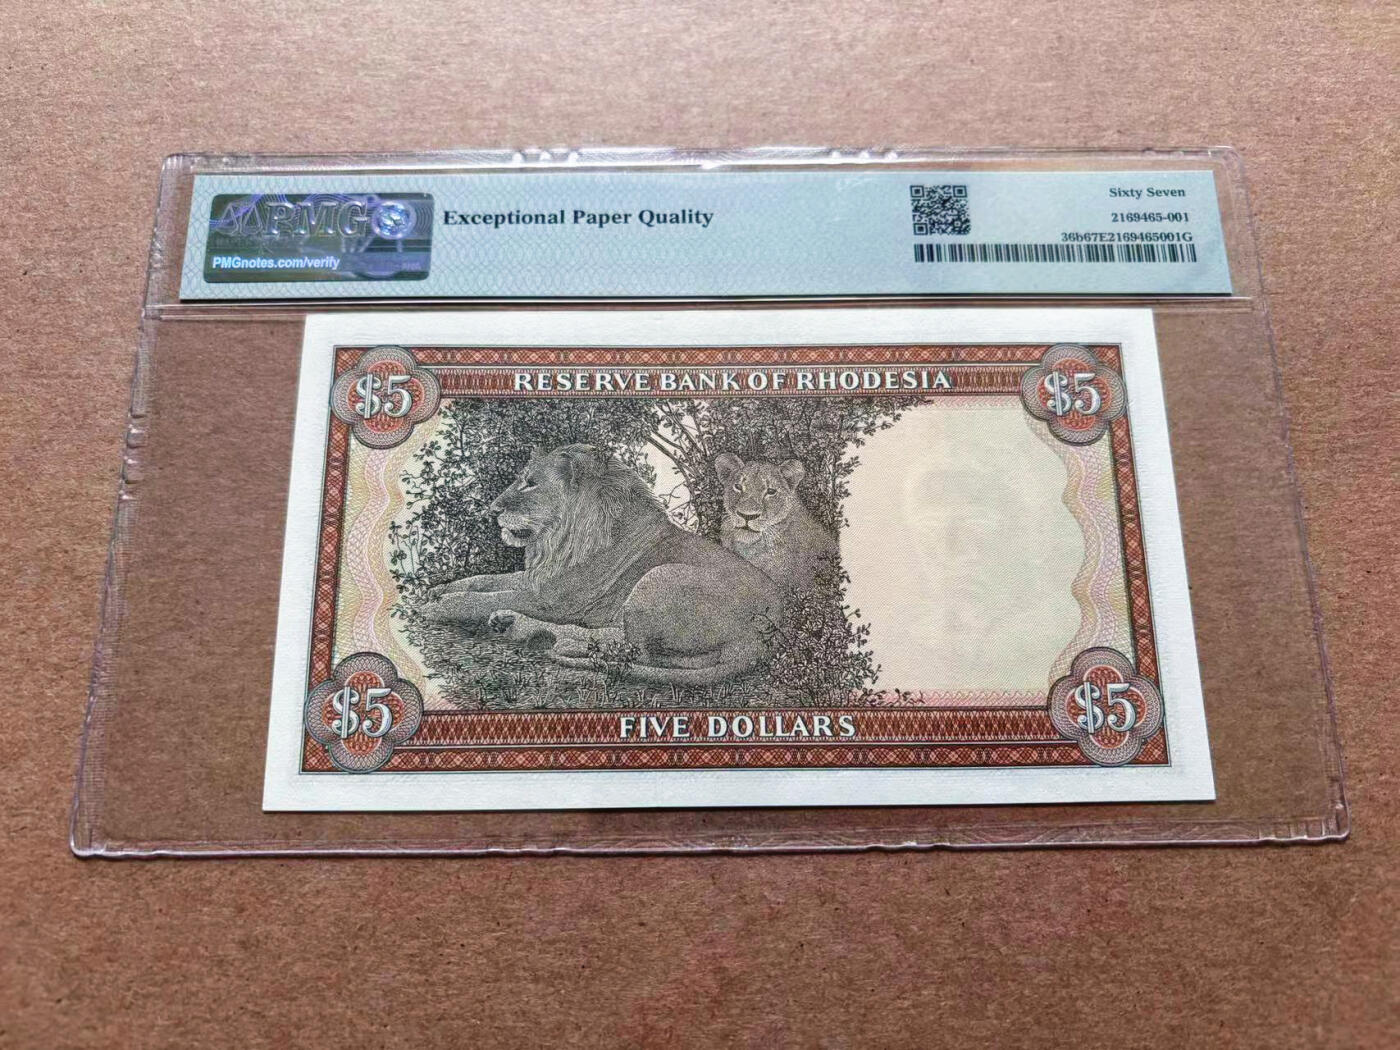 PMG
PMGnotes.com/verify
Exceptional Paper Quality
Sixty Seven
2169465-001
36b67E2169465001G
$5
RESERVE BANK OF RHODESIA
$5
$5
FIVE DOLLARS
$5